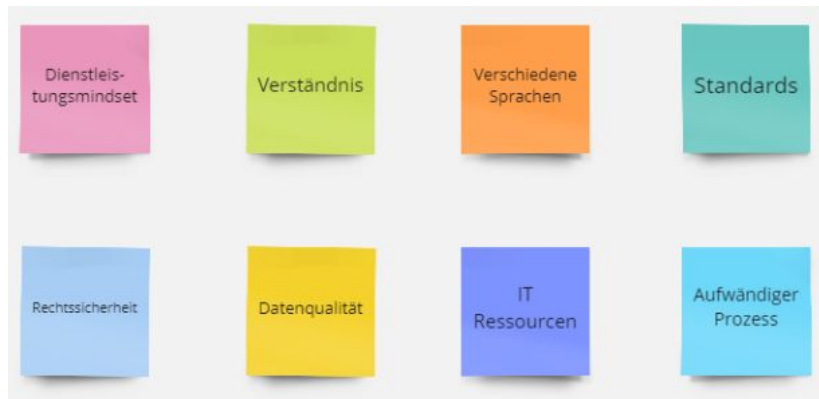 Dienstleis-
tungsmindset
Verständnis
Verschiedene
Sprachen
Standards
Rechtssicherheit
Datenqualität
IT
Ressourcen
Aufwändiger
Prozess